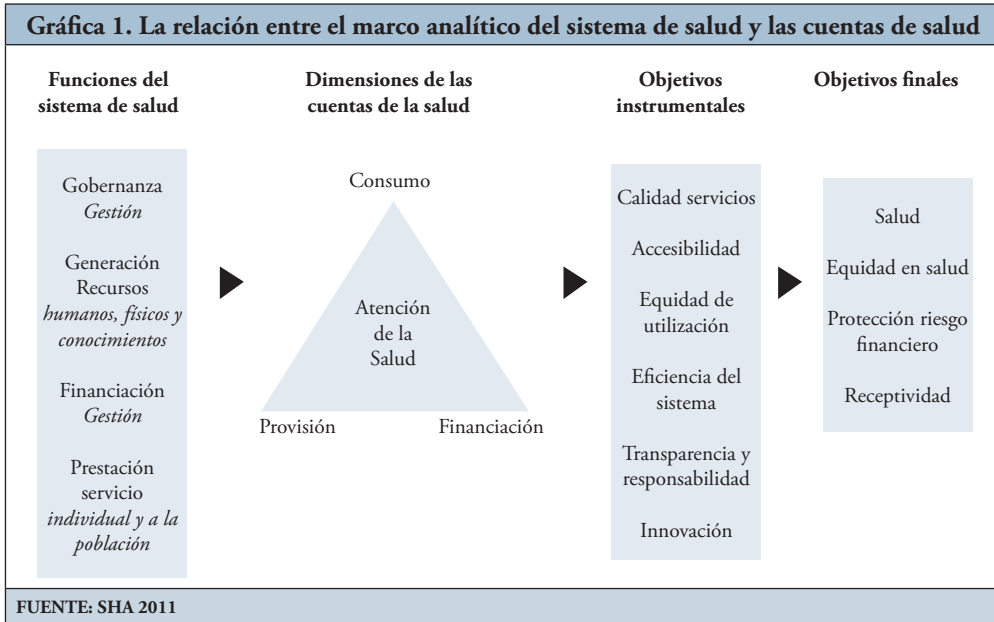 Gráfica 1. La relación entre el marco analítico del sistema de salud y las cuentas de salud
Funciones del
sistema de salud
Gobernanza
Gestión
Generación
Recursos
humanos, físicos y
conocimientos
Financiación
Gestión
Prestación
servicio
individual y a la
población
Dimensiones de las
cuentas de la salud
Consumo
Atención
de la
Salud
Provisión
Financiación
Objetivos
instrumentales
Calidad servicios
Accesibilidad
Equidad de
utilización
Eficiencia del
sistema
Transparencia y
responsabilidad
Innovación
Objetivos finales
Salud
Equidad en salud
Protección riesgo
financiero
Receptividad
FUENTE: SHA 2011